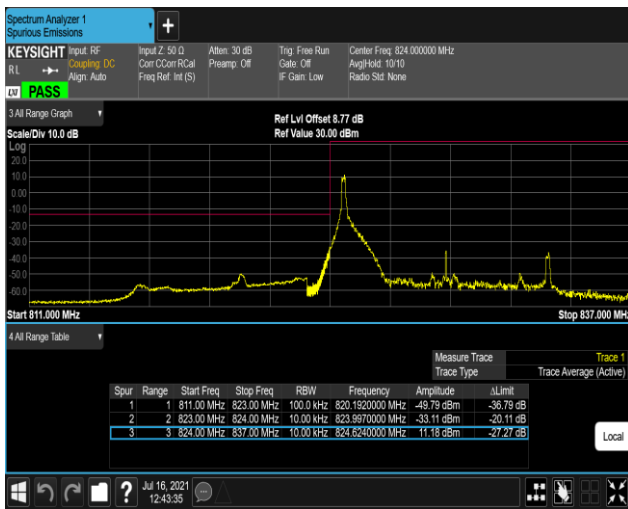 Spectrum Analyzer 1
Spurious Emissions
KEYSIGHT Input: RF Input Z: 50 Ω Atten: 30 dB Trig: Free Run Center Freq: 824.000000 MHz
R L Coupling: DC Corr CCorr RCal Preamp: Off Gate: Off Avg|Hold: 10/10
Align: Auto Freq Ref: Int (S) IF Gain: Low Radio Std: None
LXI PASS
3 All Range Graph
Ref Lvl Offset 8.77 dB
Scale/Div 10.0 dB Ref Value 30.00 dBm
Log
20.0
10.0
0.00
-10.0
-20.0
-30.0
-40.0
-50.0
-60.0
Start 811.000 MHz Stop 837.000 MHz
4 All Range Table
Measure Trace Trace 1
Trace Type Trace Average (Active)
Spur Range Start Freq Stop Freq RBW Frequency Amplitude ΔLimit
1 1 811.00 MHz 823.00 MHz 100.0 kHz 820.1920000 MHz -49.79 dBm -36.79 dB
2 2 823.00 MHz 824.00 MHz 10.00 kHz 823.9970000 MHz -33.11 dBm -20.11 dB
3 3 824.00 MHz 837.00 MHz 10.00 kHz 824.6240000 MHz 11.18 dBm -27.27 dB
Local
? Jul 16, 2021
12:43:35